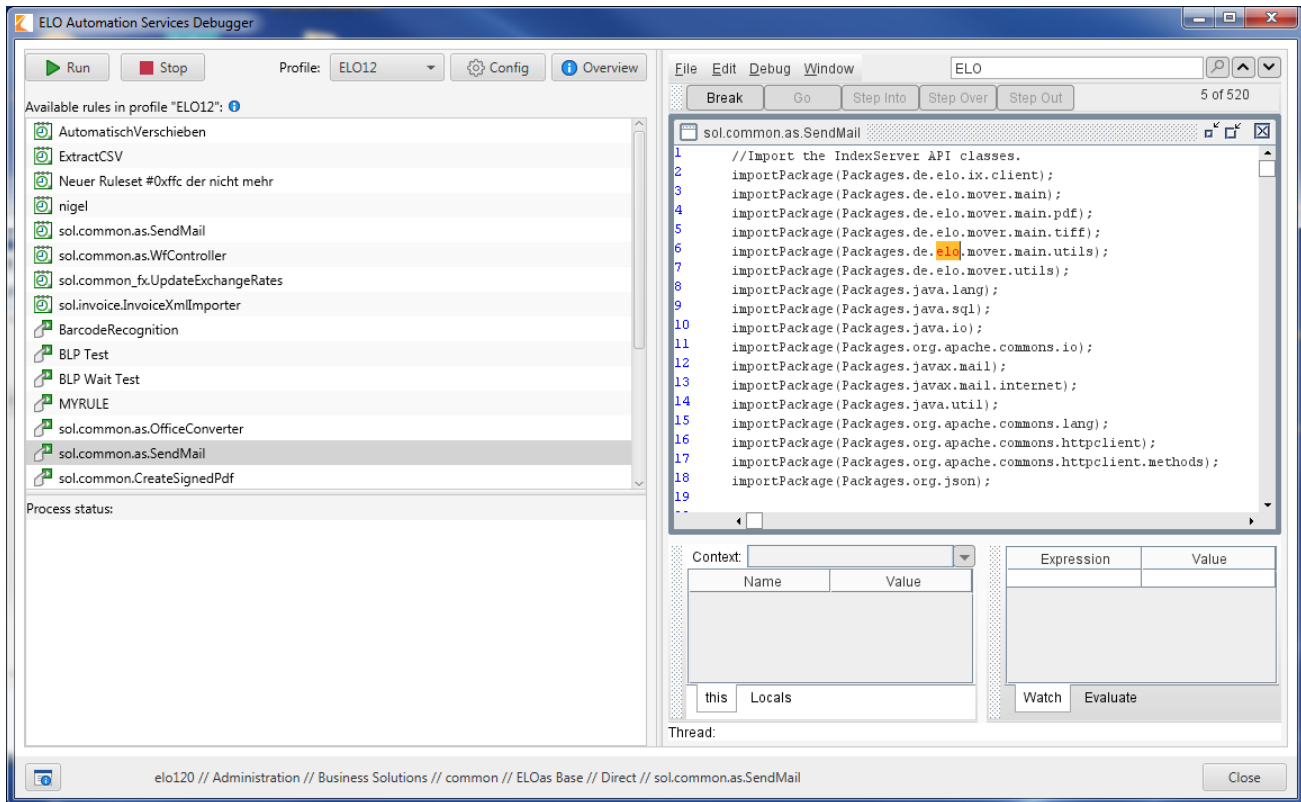 ELO Automation Services Debugger
Run Stop Profile: ELO12 Config Overview
Available rules in profile "ELO12":
AutomatischVerschieben
ExtractCSV
Neuer Ruleset #0xffc der nicht mehr
nigel
sol.common.as.SendMail
sol.common.as.WfController
sol.common_fx.UpdateExchangeRates
sol.invoice.InvoiceXmlImporter
BarcodeRecognition
BLP Test
BLP Wait Test
MYRULE
sol.common.as.OfficeConverter
sol.common.as.SendMail
sol.common.CreateSignedPdf
Process status:
File Edit Debug Window ELO
Break Go Step Into Step Over Step Out 5 of 520
sol.common.as.SendMail
1 //Import the IndexServer API classes.
2 importPackage(Packages.de.elo.ix.client);
3 importPackage(Packages.de.elo.mover.main);
4 importPackage(Packages.de.elo.mover.main.pdf);
5 importPackage(Packages.de.elo.mover.main.tiff);
6 importPackage(Packages.de.elo.mover.main.utils);
7 importPackage(Packages.de.elo.mover.utils);
8 importPackage(Packages.java.lang);
9 importPackage(Packages.java.sql);
10 importPackage(Packages.java.io);
11 importPackage(Packages.org.apache.commons.io);
12 importPackage(Packages.javax.mail);
13 importPackage(Packages.javax.mail.internet);
14 importPackage(Packages.java.util);
15 importPackage(Packages.org.apache.commons.lang);
16 importPackage(Packages.org.apache.commons.httpclient);
17 importPackage(Packages.org.apache.commons.httpclient.methods);
18 importPackage(Packages.org.json);
19
Context:
Name Value
this Locals
Expression Value
Watch Evaluate
Thread:
elo120 // Administration // Business Solutions // common // ELOas Base // Direct // sol.common.as.SendMail
Close